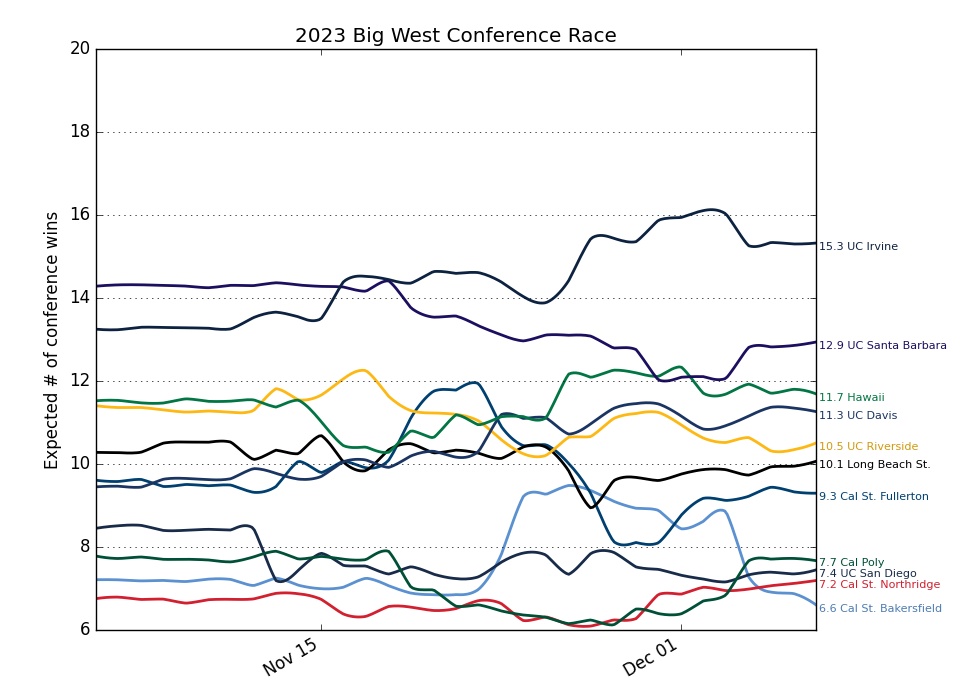 2023 Big West Conference Race
Expected # of conference wins
20
18
16
14
12
10
8
6
Nov 15
Dec 01
15.3 UC Irvine
12.9 UC Santa Barbara
11.7 Hawaii
11.3 UC Davis
10.5 UC Riverside
10.1 Long Beach St.
9.3 Cal St. Fullerton
7.7 Cal Poly
7.4 UC San Diego
7.2 Cal St. Northridge
6.6 Cal St. Bakersfield